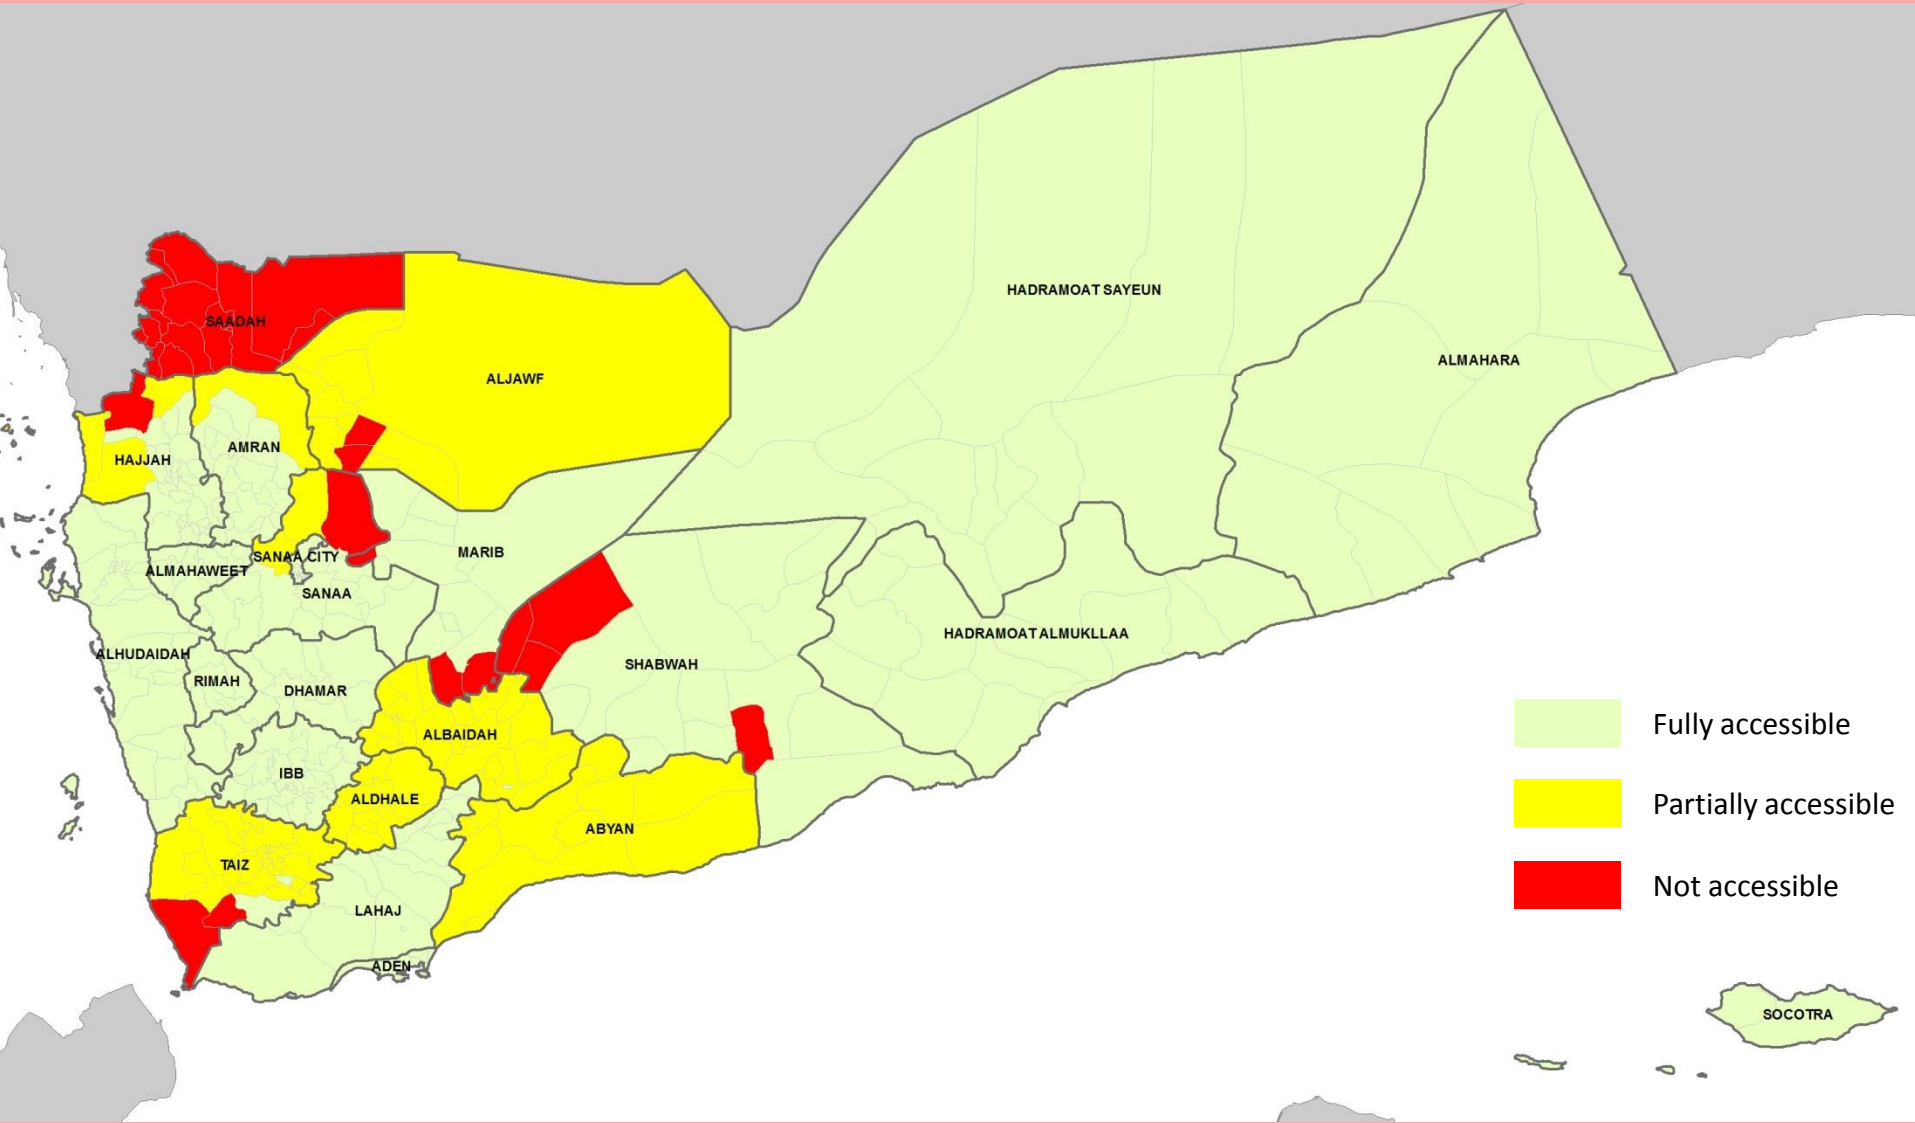 HADRAMOAT SAYEUN
SAADAH
ALMAHARA
ALJAWF
AMRAN
HAJJAH
MARIB
SANAA CITY
ALMAHAWEET
SANAA
HADRAMOAT ALMUKLLAA
ALHUDAIDAH
SHABWAH
RIMAH
DHAMAR
Fully accessible
ALBAIDAH
IBB
ALDHALE
Partially accessible
ABYAN
TAIZ
Not accessible
LAHAJ
ADEN
SOCOTRA